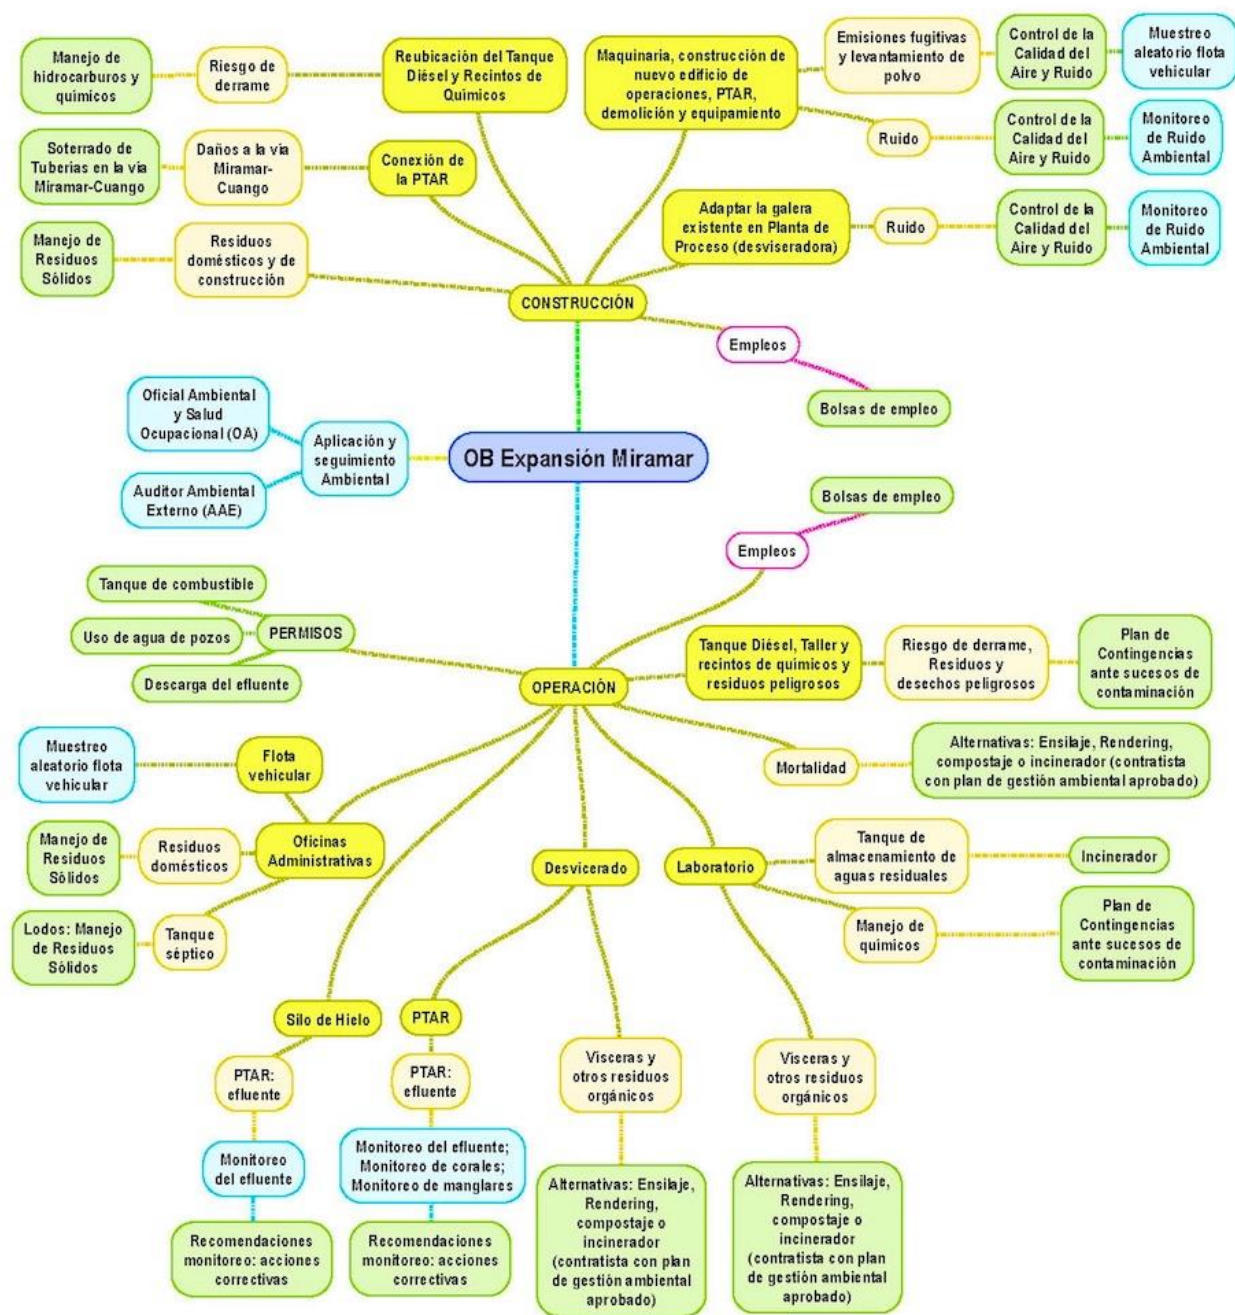 Manejo de
hidrocarburos y
químicos
Riesgo de
derrame
Reubicación del Tanque
Diésel y Recintos de
Químicos
Maquinaria, construcción de
nuevo edificio de
operaciones, PTAR,
demolición y equipamiento
Emisiones fugitivas
y levantamiento de
polvo
Control de la
Calidad del
Aire y Ruido
Muestreo
aleatorio flota
vehicular
Ruido
Control de la
Calidad del
Aire y Ruido
Monitoreo
de Ruido
Ambiental
Soterrado de
Tuberias en la via
Miramar-Cuango
Daños a la via
Miramar-
Cuango
Conexión de
la PTAR
Adaptar la galera
existente en Planta de
Proceso (desviseradora)
Ruido
Control de la
Calidad del
Aire y Ruido
Monitoreo
de Ruido
Ambiental
Manejo de
Residuos
Sólidos
Residuos
domésticos y de
construcción
CONSTRUCCIÓN
Empleos
Bolsas de empleo
Oficial Ambiental
y Salud
Ocupacional (OA)
Auditor Ambiental
Externo (AAE)
Aplicación y
seguimiento
Ambiental
OB Expansión Miramar
Bolsas de empleo
Empleos
Tanque de combustible
Uso de agua de pozos
Descarga del efluente
PERMISOS
OPERACIÓN
Tanque Diésel, Taller y
recintos de químicos y
residuos peligrosos
Riesgo de derrame,
Residuos y
desechos peligrosos
Plan de
Contingencias
ante sucesos de
contaminación
Mortalidad
Alternativas: Ensilaje, Rendering,
compostaje o incinerador (contratista
con plan de gestión ambiental aprobado)
Muestreo
aleatorio flota
vehicular
Flota
vehicular
Manejo de
Residuos
Sólidos
Residuos
domésticos
Oficinas
Administrativas
Lodos: Manejo
de Residuos
Sólidos
Tanque
séptico
Desvicerado
Laboratorio
Tanque de
almacenamiento de
aguas residuales
Incinerador
Manejo de
químicos
Plan de
Contingencias
ante sucesos de
contaminación
Silo de Hielo
PTAR:
efluente
Monitoreo
del efluente
Recomendaciones
monitoreo: acciones
correctivas
PTAR
PTAR:
efluente
Monitoreo del efluente;
Monitoreo de corales;
Monitoreo de manglares
Recomendaciones
monitoreo: acciones
correctivas
Visceras y
otros residuos
orgánicos
Alternativas: Ensilaje,
Rendering,
compostaje o
incinerador
(contratista con plan
de gestión ambiental
aprobado)
Visceras y
otros residuos
orgánicos
Alternativas: Ensilaje,
Rendering,
compostaje o
incinerador
(contratista con plan
de gestión ambiental
aprobado)